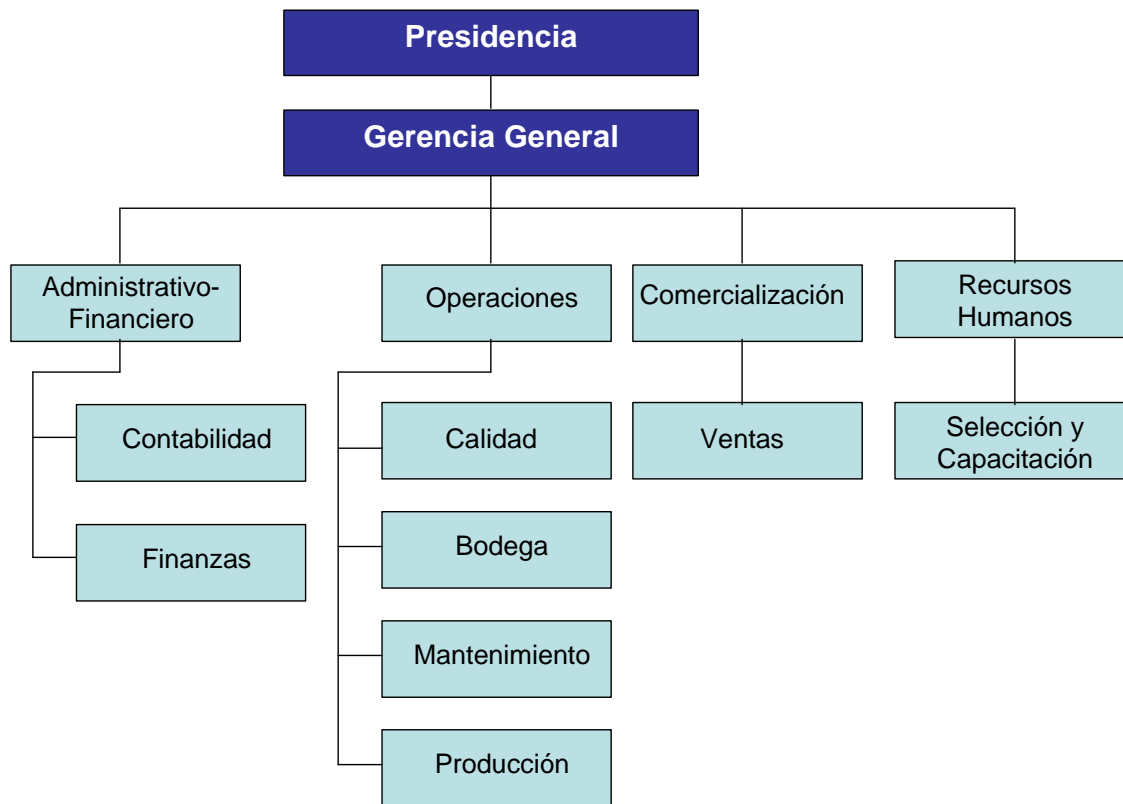 Presidencia
Gerencia General
Administrativo-
Financiero
Operaciones
Comercialización
Recursos
Humanos
Contabilidad
Calidad
Ventas
Selección y
Capacitación
Finanzas
Bodega
Mantenimiento
Producción